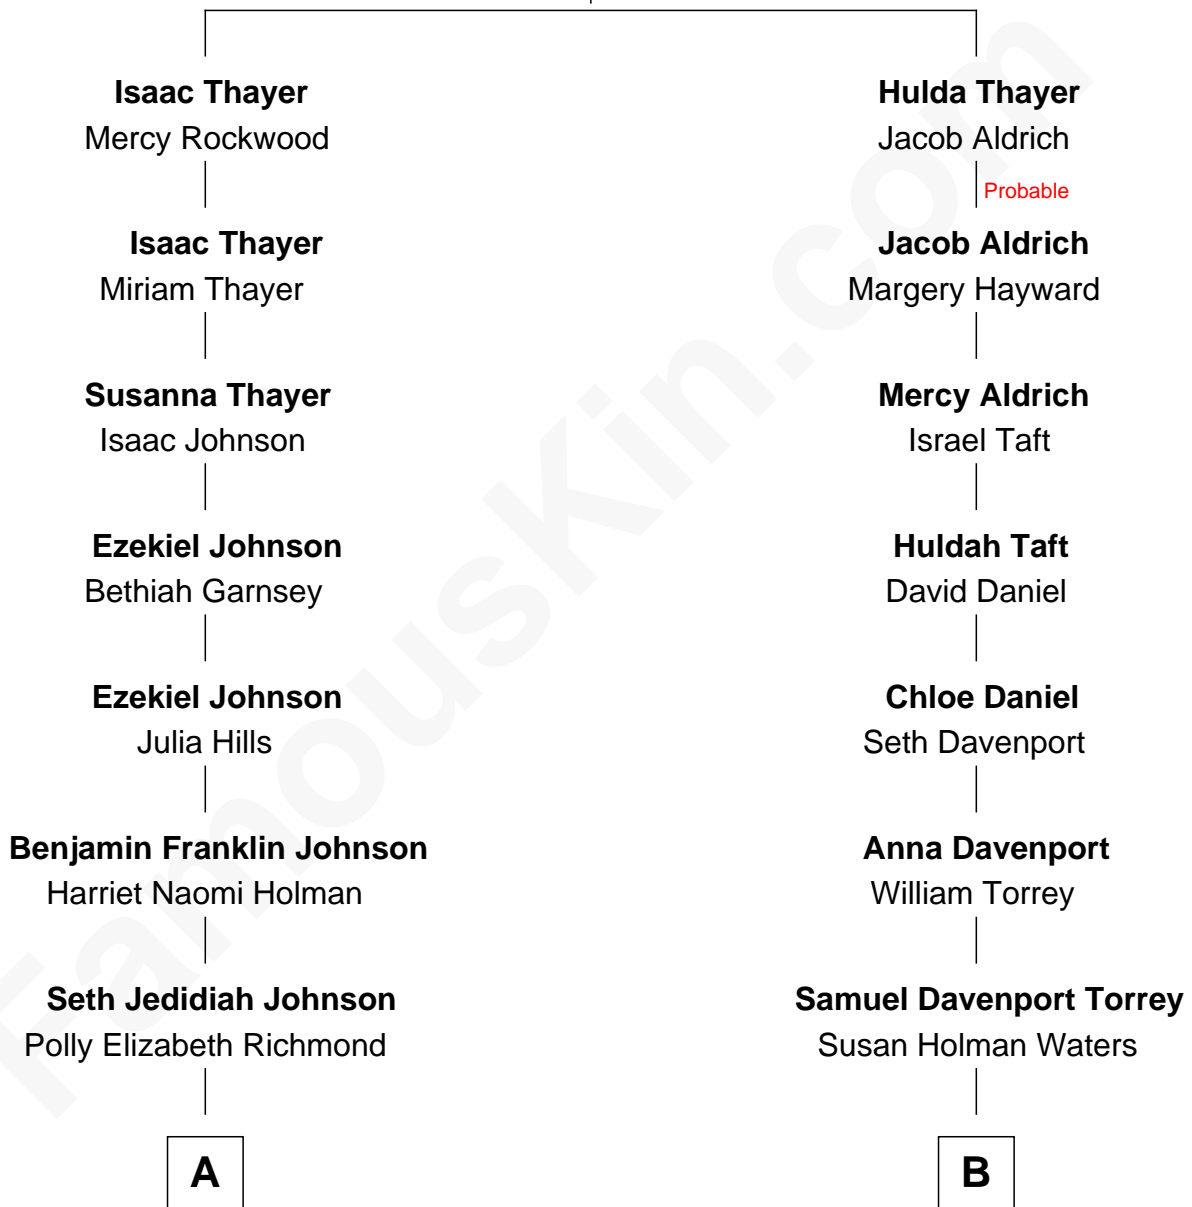 Isaac Thayer
Mercy Rockwood
Hulda Thayer
Jacob Aldrich
Probable
Isaac Thayer
Miriam Thayer
Jacob Aldrich
Margery Hayward
Susanna Thayer
Isaac Johnson
Mercy Aldrich
Israel Taft
Ezekiel Johnson
Bethiah Garnsey
Huldah Taft
David Daniel
Ezekiel Johnson
Julia Hills
Chloe Daniel
Seth Davenport
Benjamin Franklin Johnson
Harriet Naomi Holman
Anna Davenport
William Torrey
Seth Jedidiah Johnson
Polly Elizabeth Richmond
Samuel Davenport Torrey
Susan Holman Waters
A
B
FamousKin.com